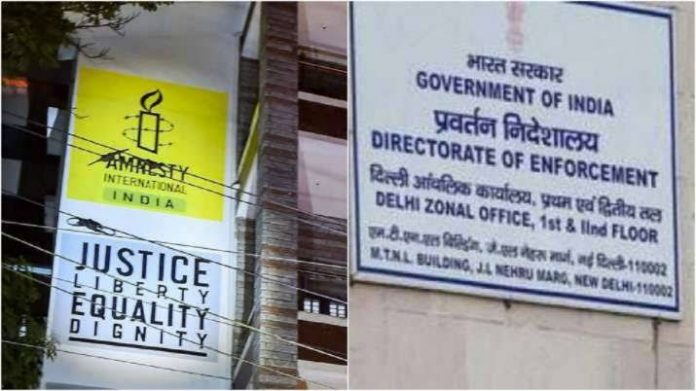 AMNESTY
INTERNATIONAL
INDIA
JUSTICE
LIBERTY
EQUALITY
DIGNITY
भारत सरकार
GOVERNMENT OF INDIA
प्रवर्तन निदेशालय
DIRECTORATE OF ENFORCEMENT
दिल्ली आंचलिक कार्यालय, प्रथम एवं द्वितीय तल
DELHI ZONAL OFFICE, 1st & IInd FLOOR
एम.टी.एन.एल बिल्डिंग, जे.एल नेहरू मार्ग, नई दिल्ली-110002
M.T.N.L. BUILDING, J.L NEHRU MARG, NEW DELHI-110002